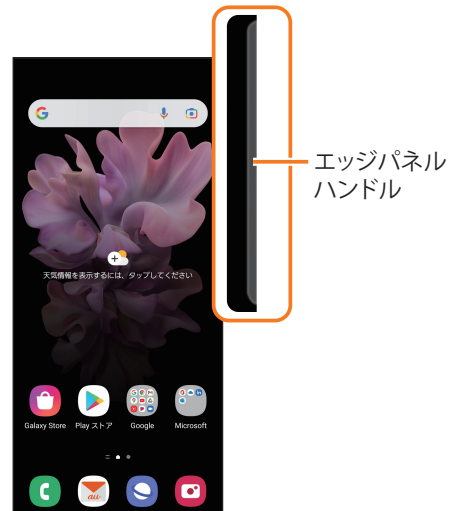 天気情報を表示するには、タップしてください
Galaxy Store
Play ストア
Google
Microsoft
au
エッジパネル
ハンドル